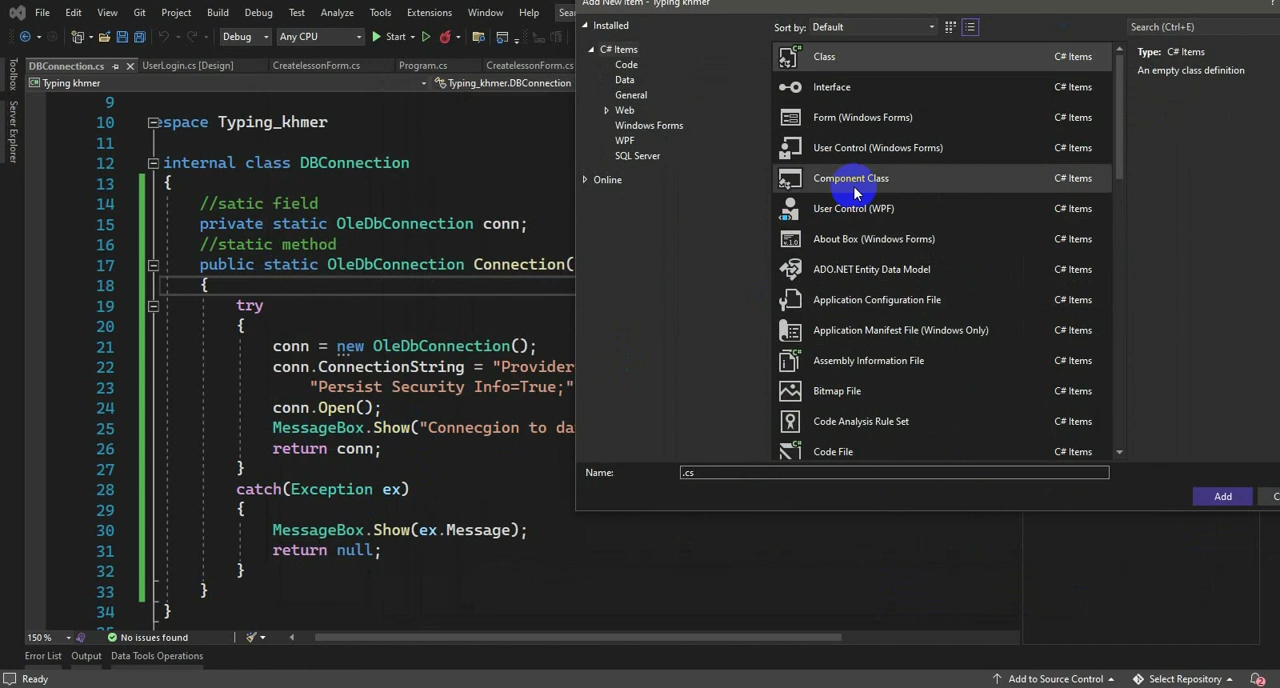 File Edit View Git Project Build Debug Test Analyze Tools Extensions Window Help Sea
Add New Item - Typing khmer
Debug Any CPU Start
DBConnection.cs UserLogin.cs [Design] CreatelessonForm.cs Program.cs CreatelessonForm.cs
Typing khmer Typing_khmer.DBConnection
Toolbox
Server Explorer
9
10 espace Typing_khmer
11
12 internal class DBConnection
13 {
14 //satic field
15 private static OleDbConnection conn;
16 //static method
17 public static OleDbConnection Connection(
18 {
19 try
20 {
21 conn = new OleDbConnection();
22 conn.ConnectionString = "Provider
23 "Persist Security Info=True;"
24 conn.Open();
25 MessageBox.Show("Connecgion to da
26 return conn;
27 }
28 catch(Exception ex)
29 {
30 MessageBox.Show(ex.Message);
31 return null;
32 }
33 }
34 }
150 % No issues found
Error List Output Data Tools Operations
Ready Add to Source Control Select Repository 2
Installed
C# Items
Code
Data
General
Web
Windows Forms
WPF
SQL Server
Online
Sort by: Default
Search (Ctrl+E)
Class C# Items
Interface C# Items
Form (Windows Forms) C# Items
User Control (Windows Forms) C# Items
Component Class C# Items
User Control (WPF) C# Items
About Box (Windows Forms) C# Items
ADO.NET Entity Data Model C# Items
Application Configuration File C# Items
Application Manifest File (Windows Only) C# Items
Assembly Information File C# Items
Bitmap File C# Items
Code Analysis Rule Set C# Items
Code File C# Items
Type: C# Items
An empty class definition
Name: .cs
Add C